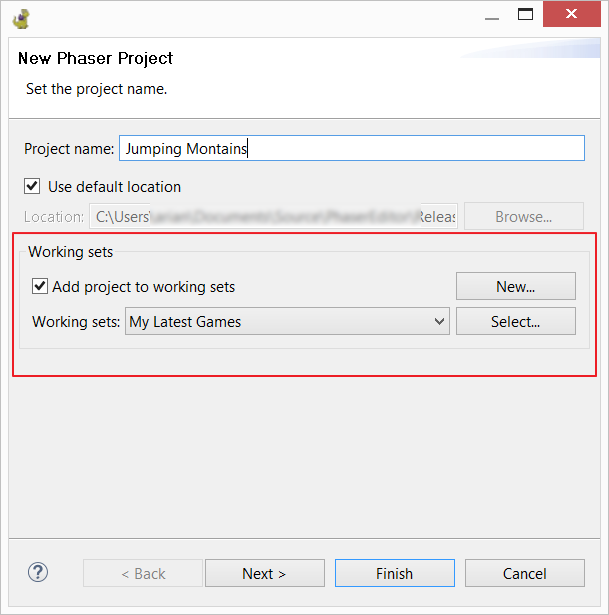 New Phaser Project
Set the project name.
Project name: Jumping Montains
Use default location
Location: C:\Users\ \Documents\Source\PhaserEditor\ Releas Browse...
Working sets
Add project to working sets New...
Working sets: My Latest Games Select...
? < Back Next > Finish Cancel